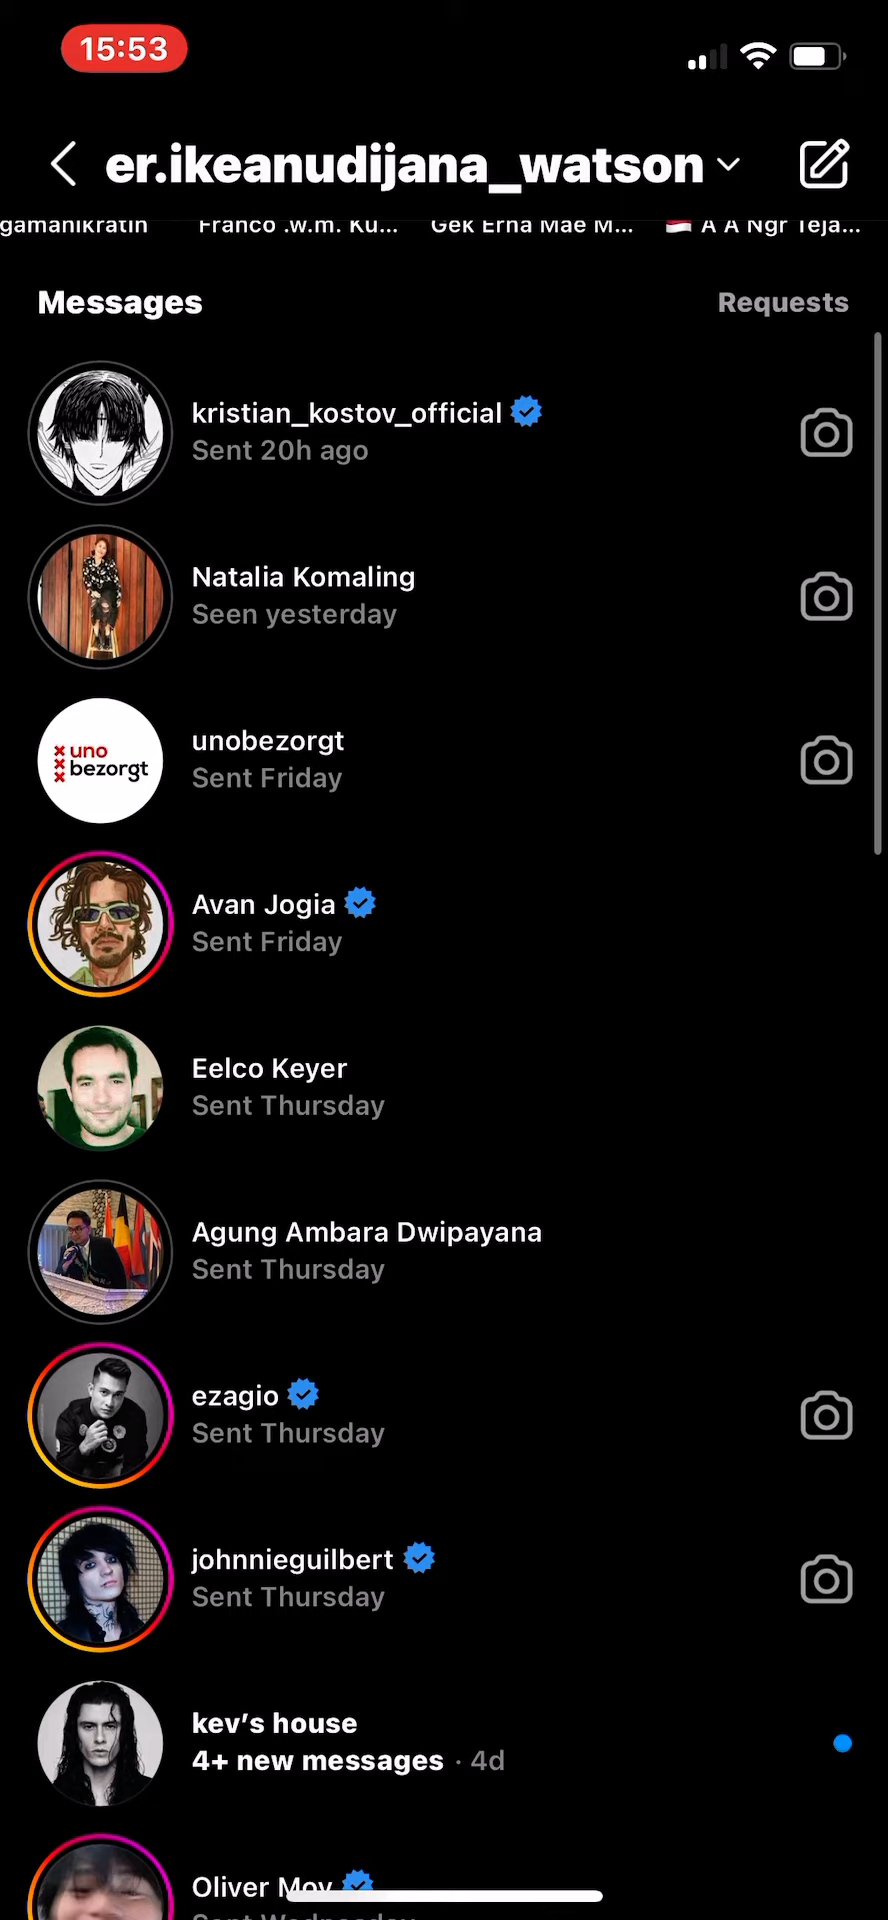 15:53
er.ikeanudijana_watson
gamanikratin
Franco .w.m. Ku...
Gek Erna Mae M...
🇮🇩 A A Ngr Teja...
Messages
Requests
kristian_kostov_official
Sent 20h ago
Natalia Komaling
Seen yesterday
uno
bezorgt
unobezorgt
Sent Friday
Avan Jogia
Sent Friday
Eelco Keyer
Sent Thursday
Agung Ambara Dwipayana
Sent Thursday
ezagio
Sent Thursday
johnnieguilbert
Sent Thursday
kev’s house
4+ new messages · 4d
Oliver Moy
Sent Wednesday